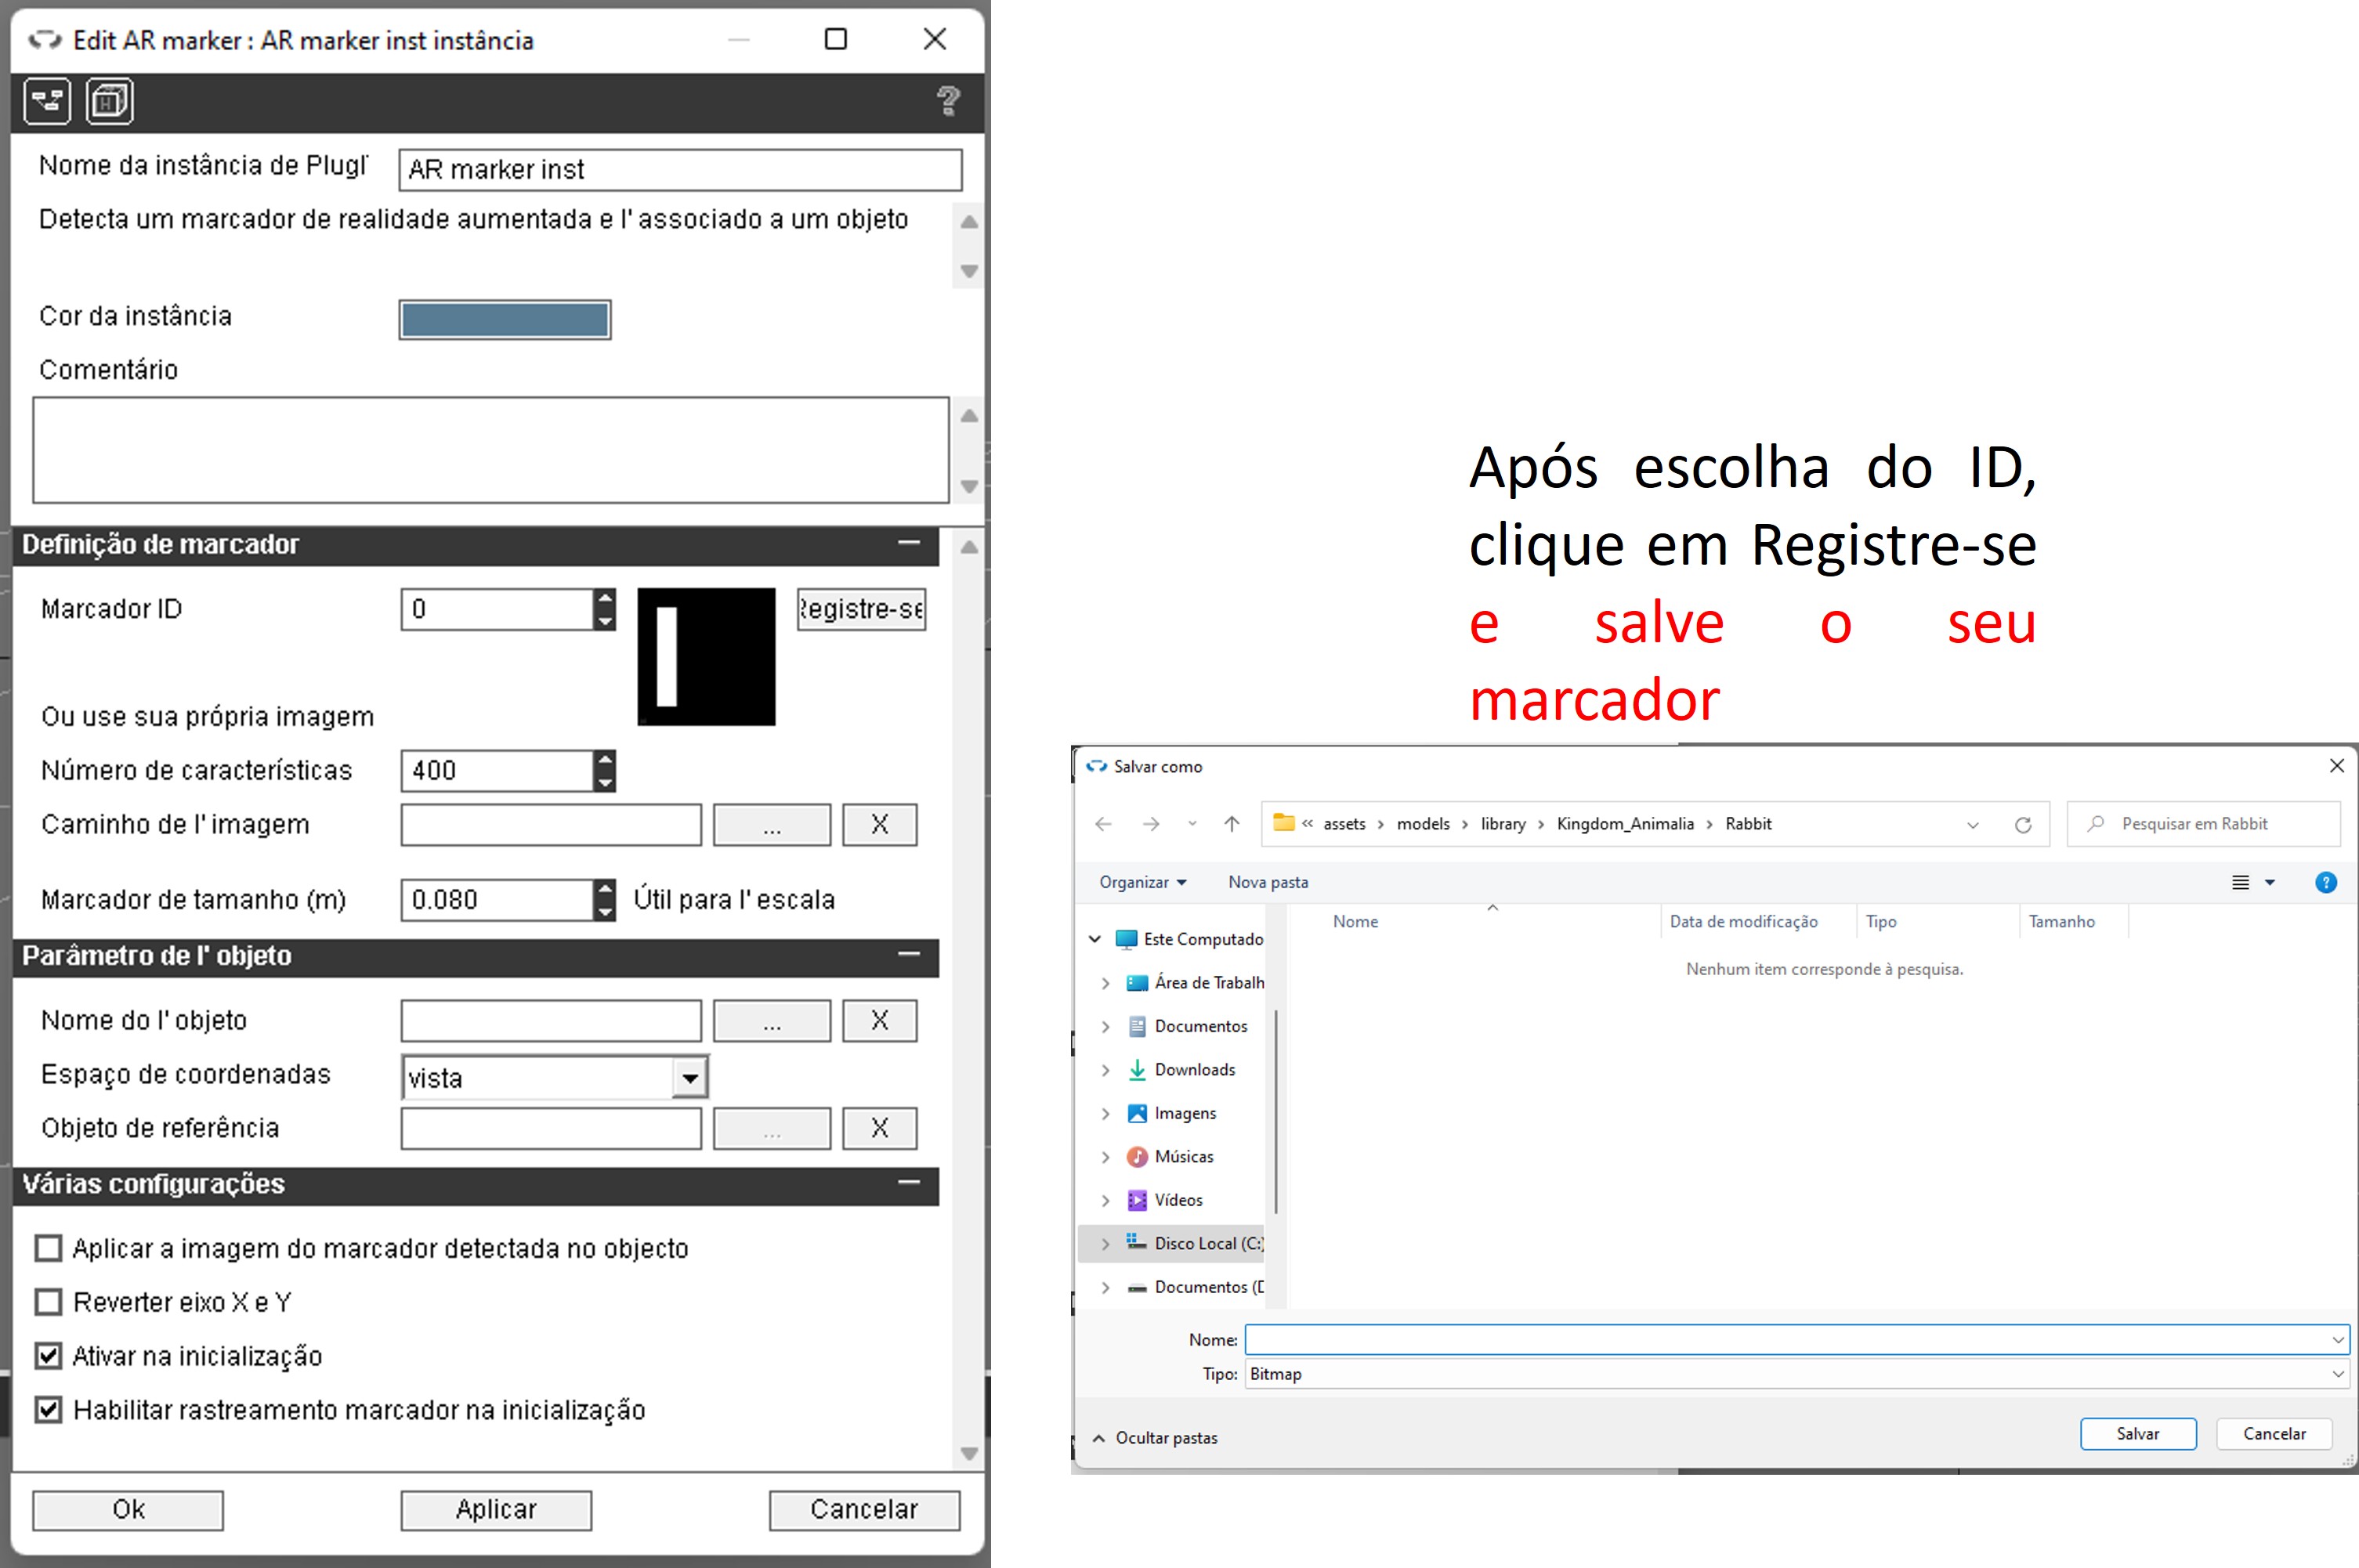 Edit AR marker : AR marker inst instância
Nome da instância de PlugI
AR marker inst
Detecta um marcador de realidade aumentada e l' associado a um objeto
Cor da instância
Comentário
Definição de marcador
Marcador ID
0
Registre-se
Ou use sua própria imagem
Número de características
400
Caminho de l' imagem
...
X
Marcador de tamanho (m)
0.080
Útil para l' escala
Parâmetro de l' objeto
Nome do l' objeto
...
X
Espaço de coordenadas
vista
Objeto de referência
...
X
Várias configurações
Aplicar a imagem do marcador detectada no objecto
Reverter eixo X e Y
Ativar na inicialização
Habilitar rastreamento marcador na inicialização
Ok
Aplicar
Cancelar
Após escolha do ID,
clique em Registre-se
e salve o seu
marcador
Salvar como
« assets › models › library › Kingdom_Animalia › Rabbit
Pesquisar em Rabbit
Organizar
Nova pasta
Nome
Data de modificação
Tipo
Tamanho
Nenhum item corresponde à pesquisa.
Este Computado
Área de Trabalh
Documentos
Downloads
Imagens
Músicas
Vídeos
Disco Local (C:)
Documentos (D
Nome:
Tipo: Bitmap
Ocultar pastas
Salvar
Cancelar